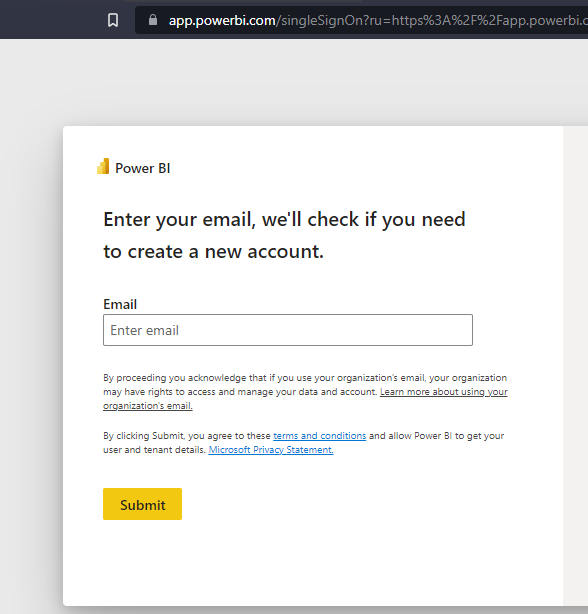 app.powerbi.com/singleSignOn?ru=https%3A%2F%2Fapp.powerbi.c
Power BI
Enter your email, we'll check if you need
to create a new account.
Email
Enter email
By proceeding you acknowledge that if you use your organization's email, your organization
may have rights to access and manage your data and account. Learn more about using your
organization's email.
By clicking Submit, you agree to these terms and conditions and allow Power BI to get your
user and tenant details. Microsoft Privacy Statement.
Submit